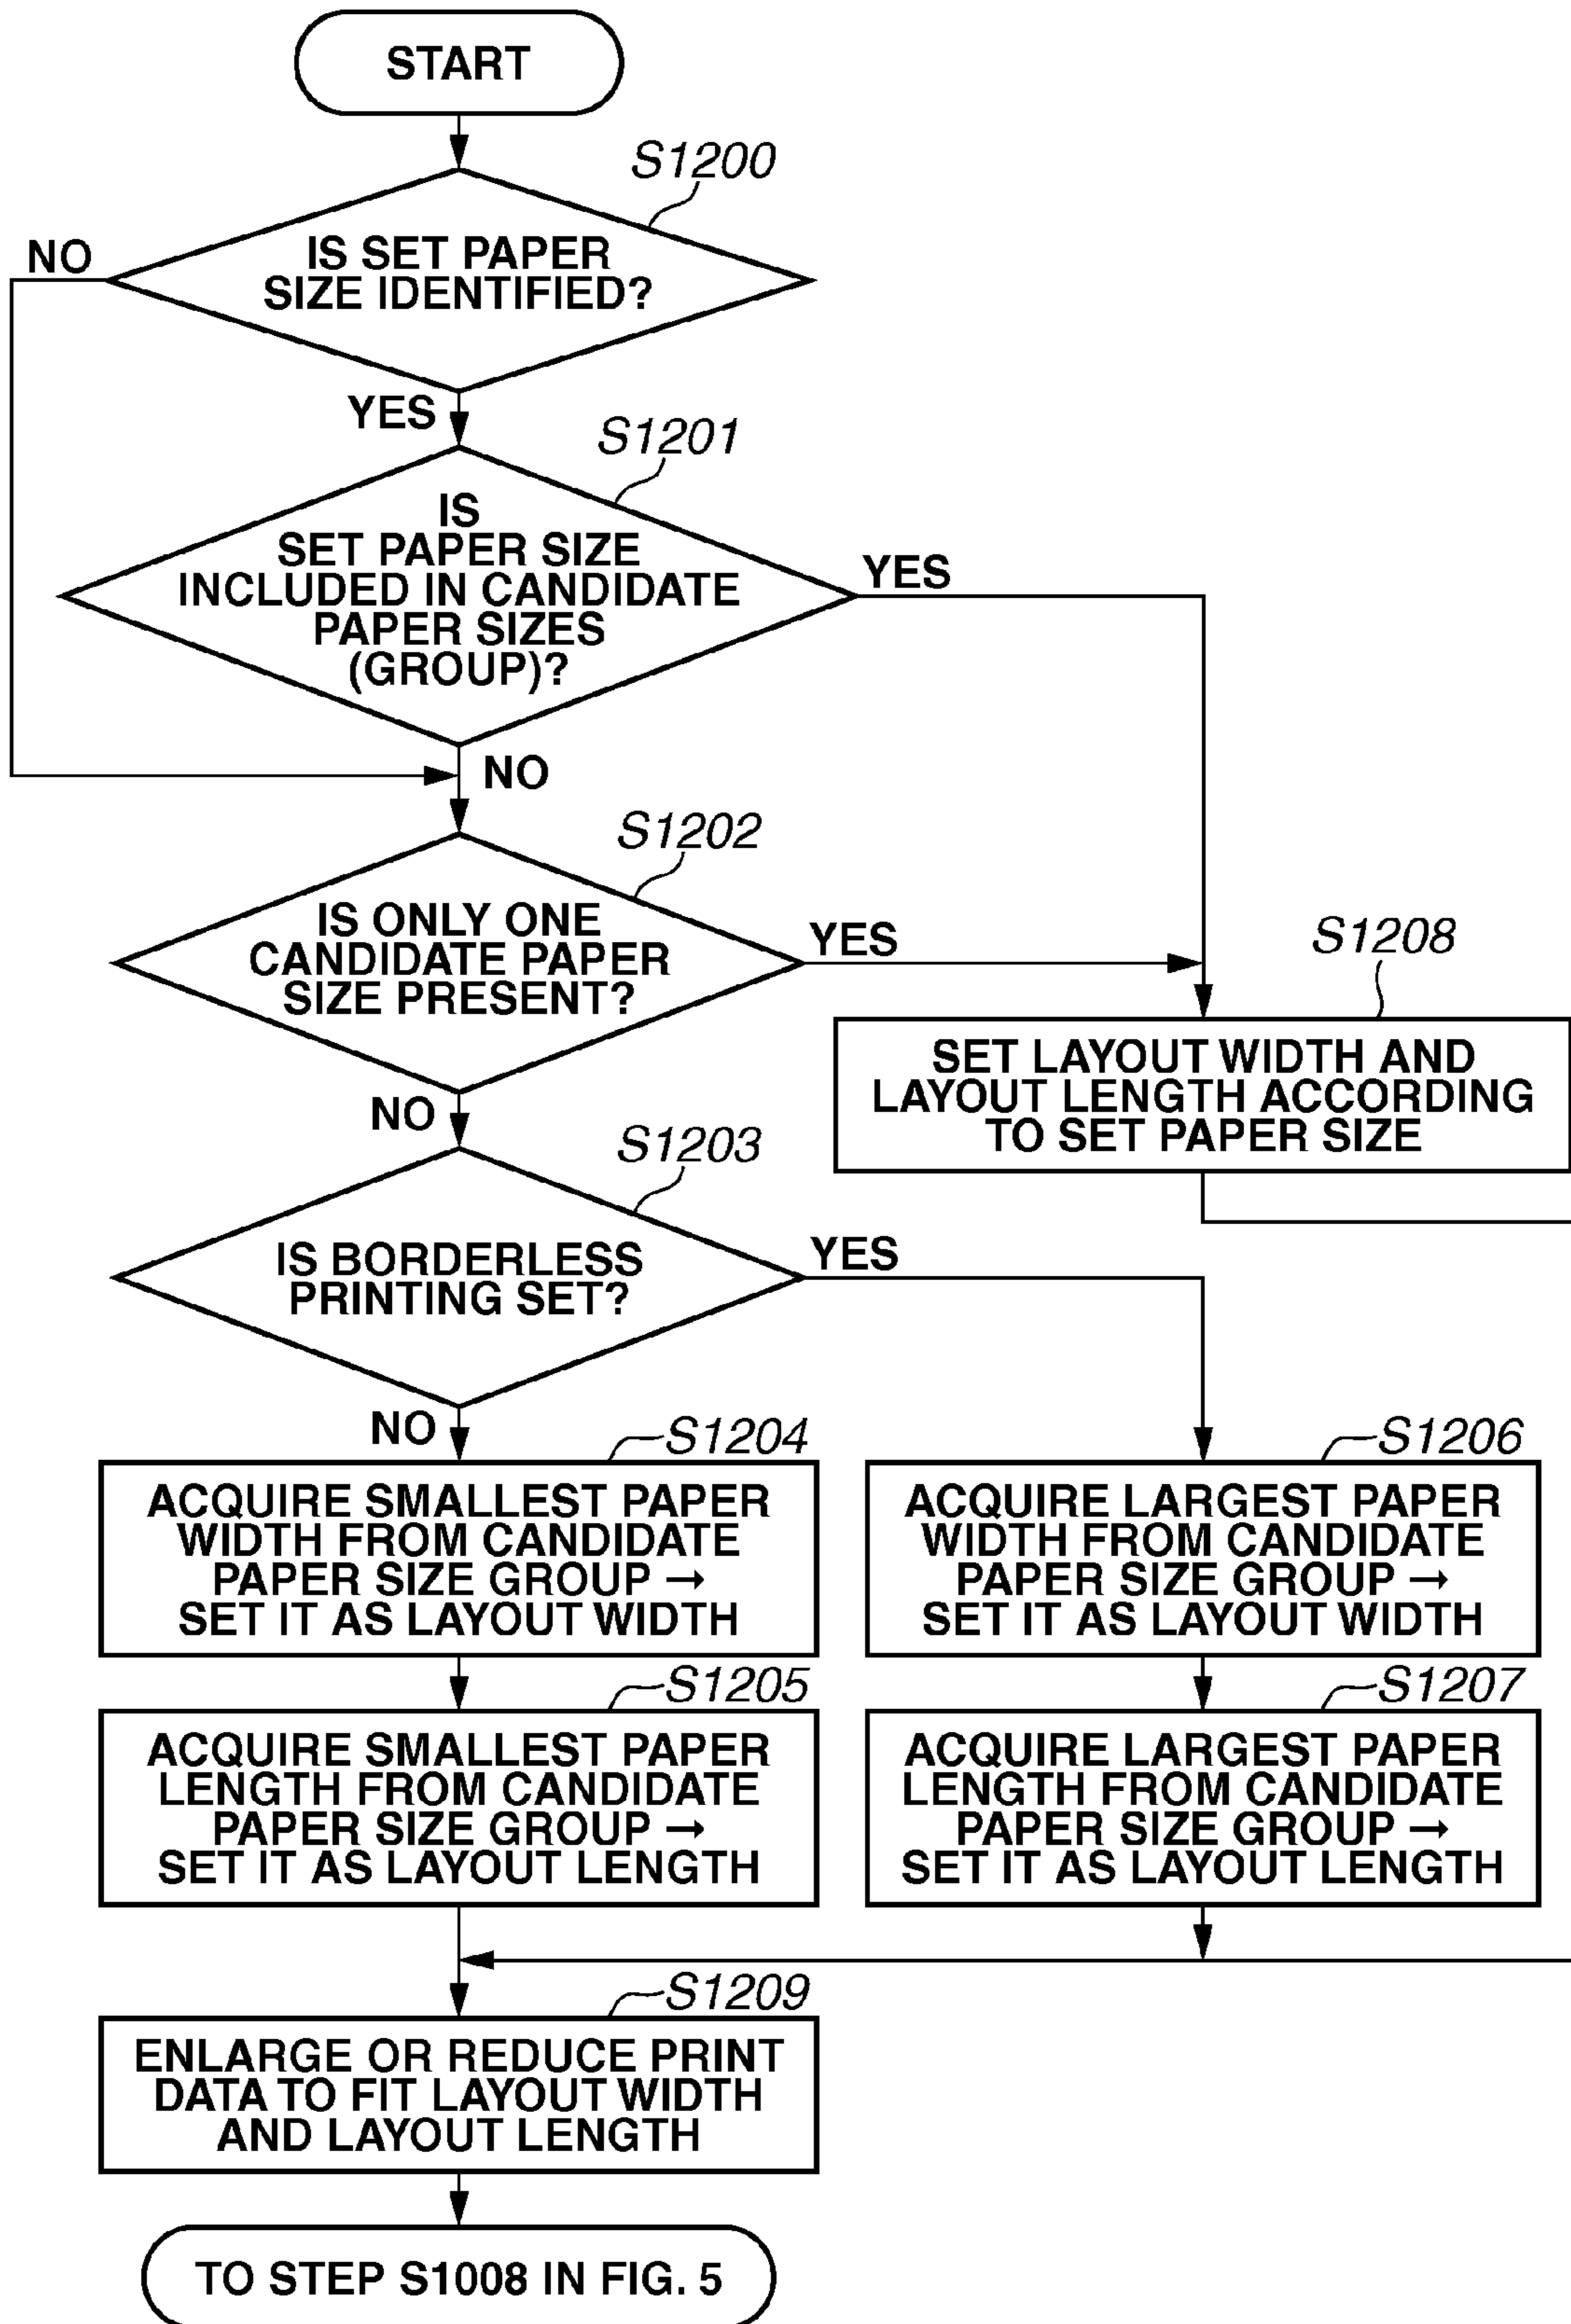 START
S1200
NO
IS SET PAPER
SIZE IDENTIFIED?
YES
S1201
IS
SET PAPER SIZE
INCLUDED IN CANDIDATE
PAPER SIZES
(GROUP)?
YES
NO
S1202
IS ONLY ONE
CANDIDATE PAPER
SIZE PRESENT?
YES
S1208
SET LAYOUT WIDTH AND
LAYOUT LENGTH ACCORDING
TO SET PAPER SIZE
NO
S1203
IS BORDERLESS
PRINTING SET?
YES
NO
S1204
ACQUIRE SMALLEST PAPER
WIDTH FROM CANDIDATE
PAPER SIZE GROUP →
SET IT AS LAYOUT WIDTH
S1206
ACQUIRE LARGEST PAPER
WIDTH FROM CANDIDATE
PAPER SIZE GROUP →
SET IT AS LAYOUT WIDTH
S1205
ACQUIRE SMALLEST PAPER
LENGTH FROM CANDIDATE
PAPER SIZE GROUP →
SET IT AS LAYOUT LENGTH
S1207
ACQUIRE LARGEST PAPER
LENGTH FROM CANDIDATE
PAPER SIZE GROUP →
SET IT AS LAYOUT LENGTH
S1209
ENLARGE OR REDUCE PRINT
DATA TO FIT LAYOUT WIDTH
AND LAYOUT LENGTH
TO STEP S1008 IN FIG. 5